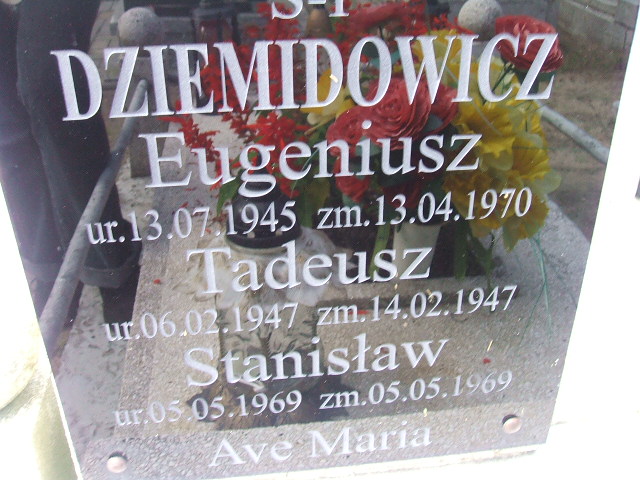 Ś-P
DZIEMIDOWICZ
Eugeniusz
ur.13.07.1945 zm.13.04.1970
Tadeusz
ur.06.02.1947 zm.14.02.1947
Stanisław
ur.05.05.1969 zm.05.05.1969
Ave Maria